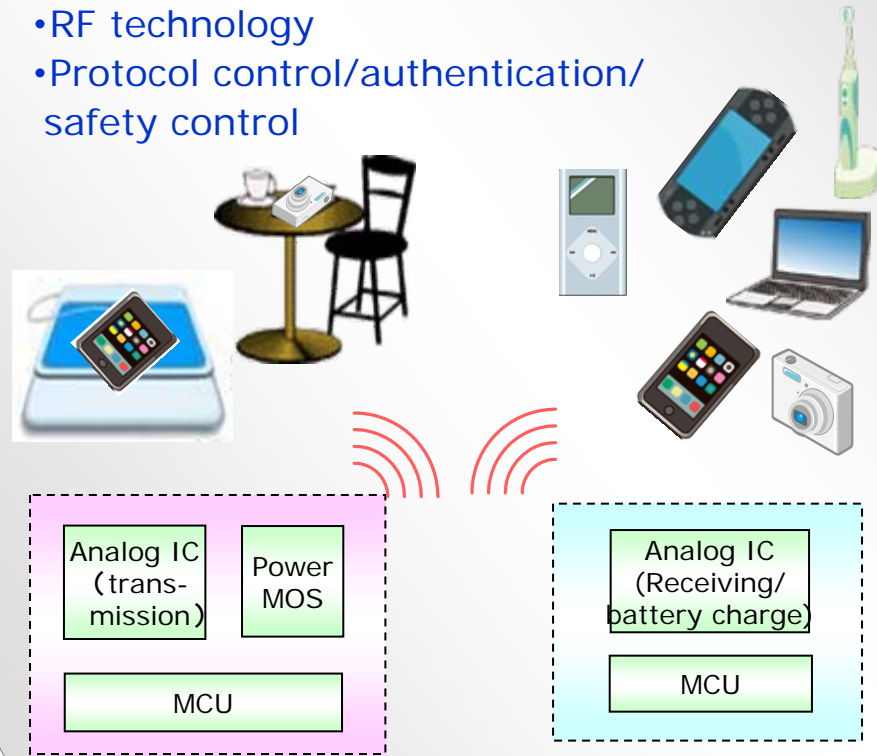 •RF technology
•Protocol control/authentication/
safety control
MENU
Analog IC
(trans-
mission)
Power
MOS
MCU
Analog IC
(Receiving/
battery charge)
MCU